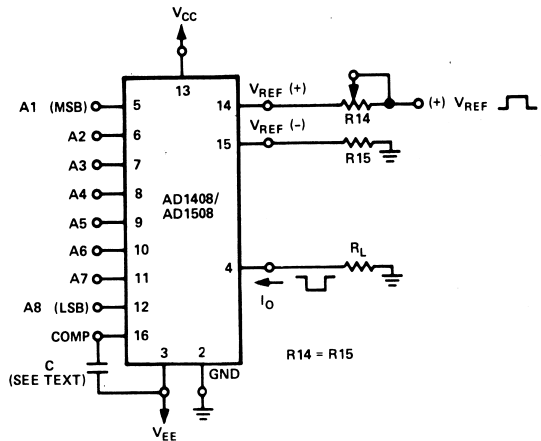 VCC
13
A1 (MSB) 5
A2 6
A3 7
A4 8
A5 9
A6 10
A7 11
A8 (LSB) 12
COMP 16
C
(SEE TEXT)
AD1408/
AD1508
14 VREF (+)
R14
(+) VREF
15 VREF (-)
R15
4
RL
IO
R14 = R15
3
2
GND
VEE